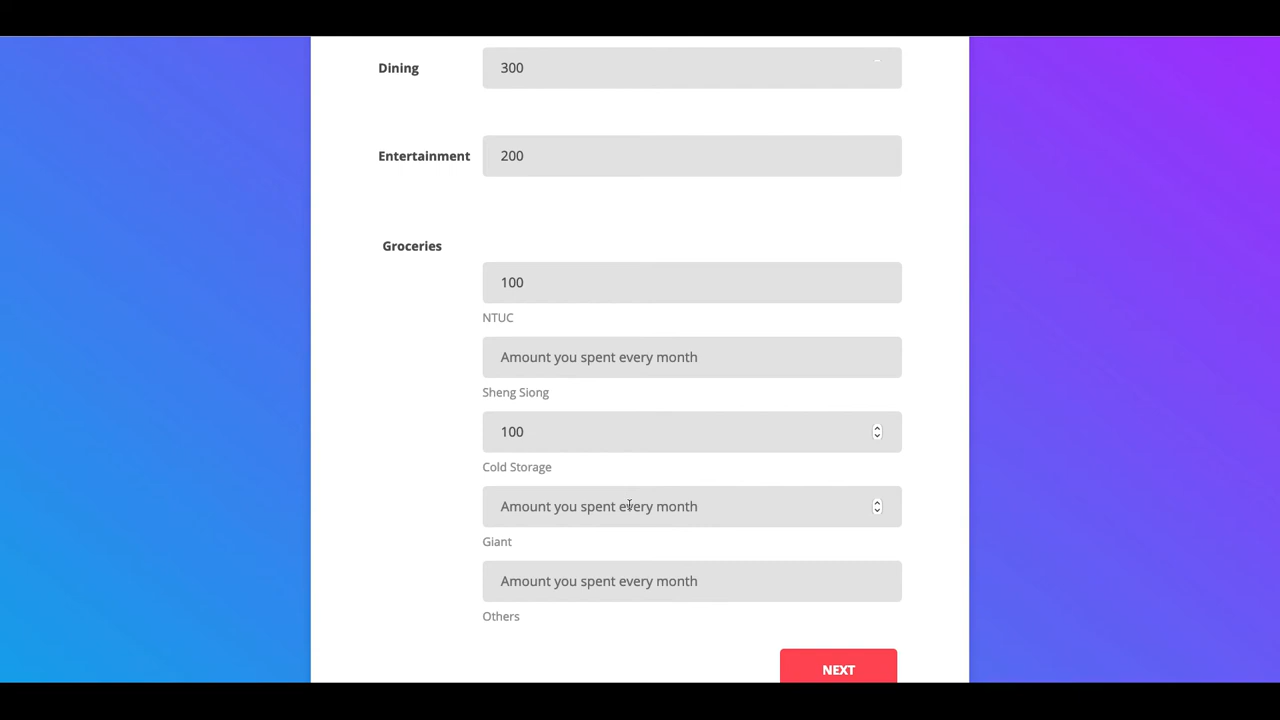 Dining 300
Entertainment 200
Groceries
100
NTUC
Amount you spent every month
Sheng Siong
100
Cold Storage
Amount you spent every month
Giant
Amount you spent every month
Others
NEXT